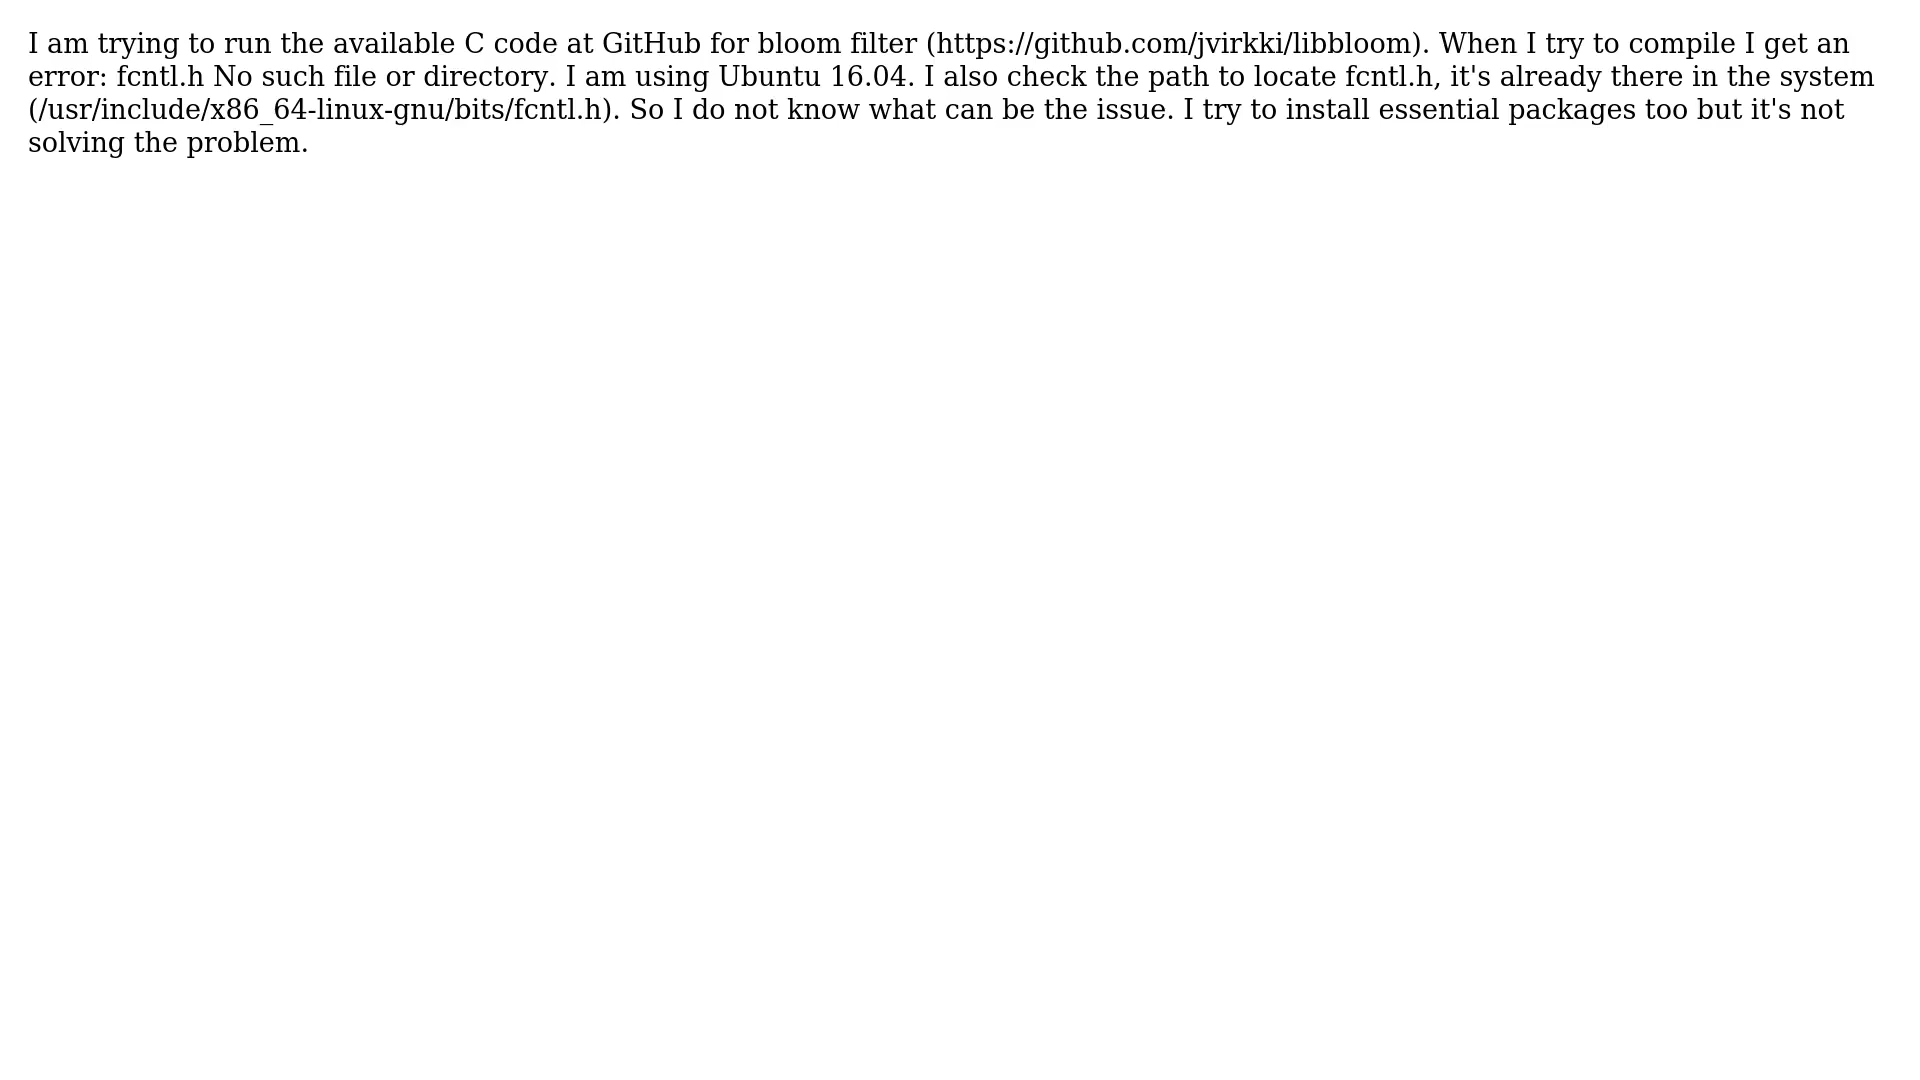 I am trying to run the available C code at GitHub for bloom filter (https://github.com/jvirkki/libbloom). When I try to compile I get an
error: fcntl.h No such file or directory. I am using Ubuntu 16.04. I also check the path to locate fcntl.h, it's already there in the system
(/usr/include/x86_64-linux-gnu/bits/fcntl.h). So I do not know what can be the issue. I try to install essential packages too but it's not
solving the problem.